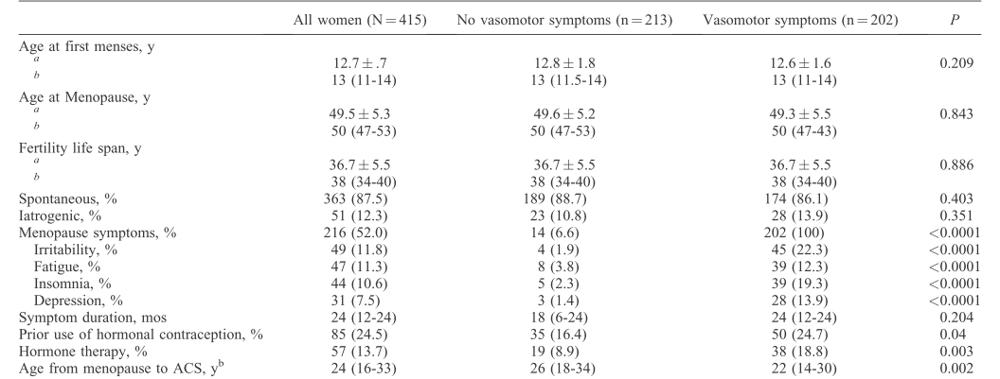 All women (N = 415) No vasomotor symptoms (n = 213) Vasomotor symptoms (n = 202) P
Age at first menses, y
a 12.7 ± .7 12.8 ± 1.8 12.6 ± 1.6 0.209
b 13 (11-14) 13 (11.5-14) 13 (11-14)
Age at Menopause, y
a 49.5 ± 5.3 49.6 ± 5.2 49.3 ± 5.5 0.843
b 50 (47-53) 50 (47-53) 50 (47-43)
Fertility life span, y
a 36.7 ± 5.5 36.7 ± 5.5 36.7 ± 5.5 0.886
b 38 (34-40) 38 (34-40) 38 (34-40)
Spontaneous, % 363 (87.5) 189 (88.7) 174 (86.1) 0.403
Iatrogenic, % 51 (12.3) 23 (10.8) 28 (13.9) 0.351
Menopause symptoms, % 216 (52.0) 14 (6.6) 202 (100) <0.0001
Irritability, % 49 (11.8) 4 (1.9) 45 (22.3) <0.0001
Fatigue, % 47 (11.3) 8 (3.8) 39 (12.3) <0.0001
Insomnia, % 44 (10.6) 5 (2.3) 39 (19.3) <0.0001
Depression, % 31 (7.5) 3 (1.4) 28 (13.9) <0.0001
Symptom duration, mos 24 (12-24) 18 (6-24) 24 (12-24) 0.204
Prior use of hormonal contraception, % 85 (24.5) 35 (16.4) 50 (24.7) 0.04
Hormone therapy, % 57 (13.7) 19 (8.9) 38 (18.8) 0.003
Age from menopause to ACS, yb 24 (16-33) 26 (18-34) 22 (14-30) 0.002